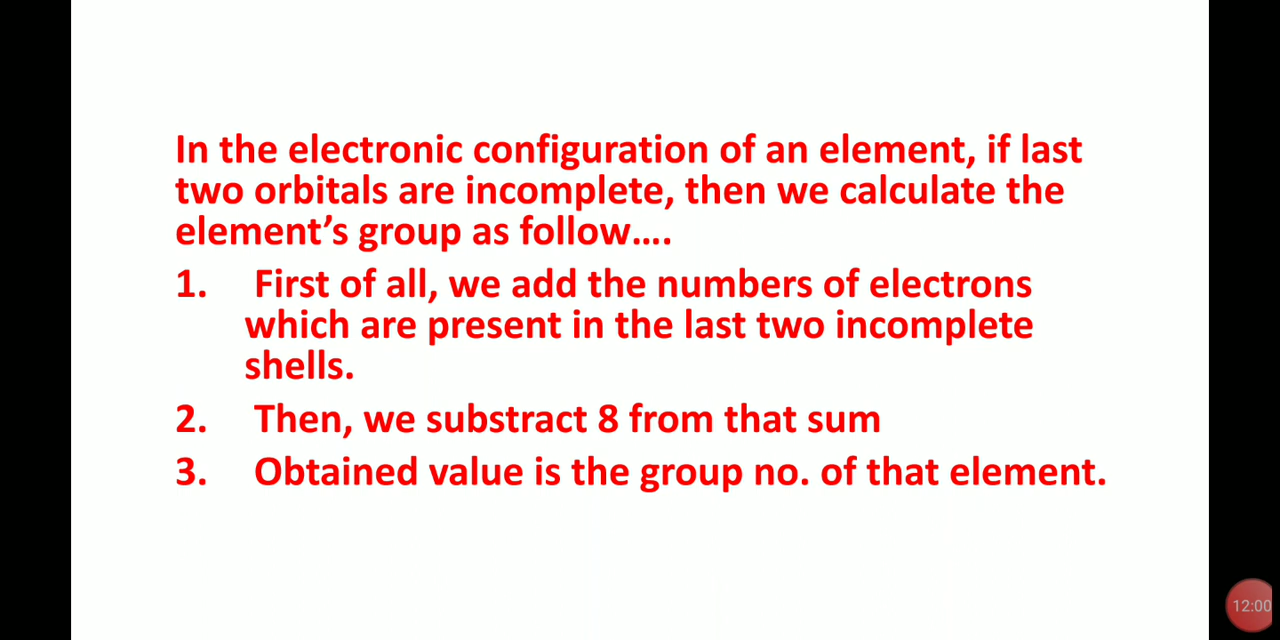 In the electronic configuration of an element, if last
two orbitals are incomplete, then we calculate the
element’s group as follow....
1. First of all, we add the numbers of electrons
which are present in the last two incomplete
shells.
2. Then, we substract 8 from that sum
3. Obtained value is the group no. of that element.
12:00